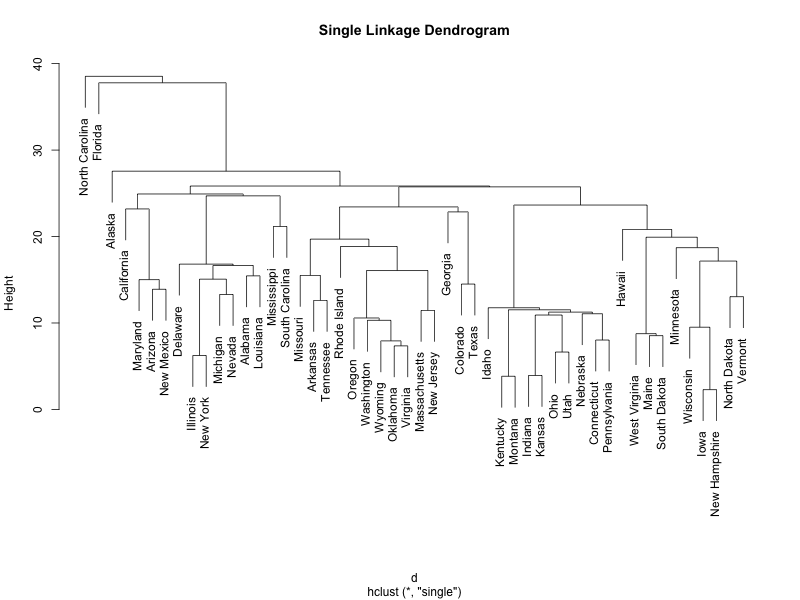 Single Linkage Dendrogram
Height
0
10
20
30
40
North Carolina
Florida
Alaska
California
Maryland
Arizona
New Mexico
Delaware
Illinois
New York
Michigan
Nevada
Alabama
Louisiana
Mississippi
South Carolina
Missouri
Arkansas
Tennessee
Rhode Island
Oregon
Washington
Wyoming
Oklahoma
Virginia
Massachusetts
New Jersey
Georgia
Colorado
Texas
Idaho
Kentucky
Montana
Indiana
Kansas
Ohio
Utah
Nebraska
Connecticut
Pennsylvania
Hawaii
West Virginia
Maine
South Dakota
Minnesota
Wisconsin
Iowa
New Hampshire
North Dakota
Vermont
d
hclust (*, "single")